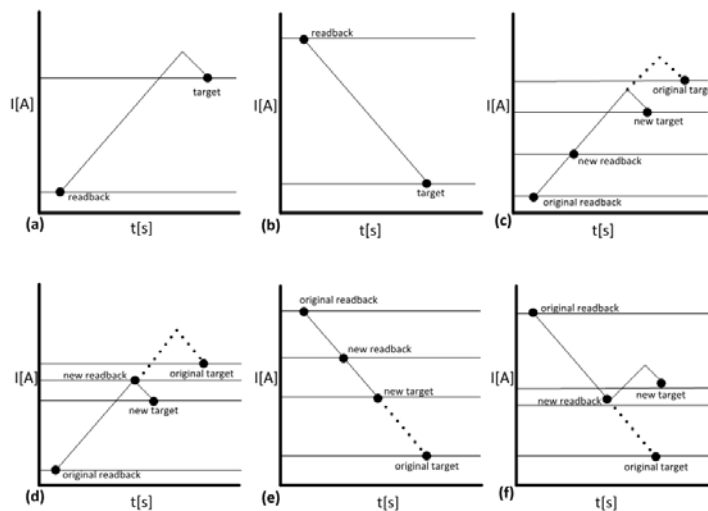 I[A]
target
readback
(a)
t[s]
readback
I[A]
target
(b)
t[s]
I[A]
original target
new target
new readback
original readback
(c)
t[s]
I[A]
new readback
original target
new target
original readback
(d)
t[s]
original readback
new readback
I[A]
new target
original target
(e)
t[s]
original readback
I[A]
new readback
new target
original target
(f)
t[s]